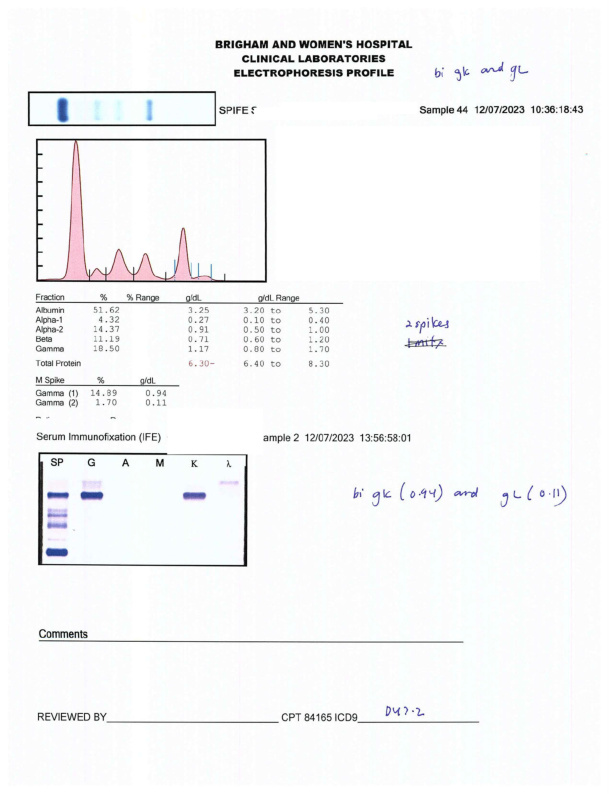 BRIGHAM AND WOMEN'S HOSPITAL
CLINICAL LABORATORIES
ELECTROPHORESIS PROFILE
bi gk and gL
SPIFE
Sample 44 12/07/2023 10:36:18:43
Fraction % % Range g/dL g/dL Range
Albumin 51.62 3.25 3.20 to 5.30
Alpha-1 4.32 0.27 0.10 to 0.40
Alpha-2 14.37 0.91 0.50 to 1.00
Beta 11.19 0.71 0.60 to 1.20
Gamma 18.50 1.17 0.80 to 1.70
Total Protein 6.30- 6.40 to 8.30
2 spikes
M Spike % g/dL
Gamma (1) 14.89 0.94
Gamma (2) 1.70 0.11
Serum Immunofixation (IFE)
ample 2 12/07/2023 13:56:58:01
SP G A M K λ
bi gk (0.94) and gL (0.11)
Comments
REVIEWED BY CPT 84165 ICD9 D47.2